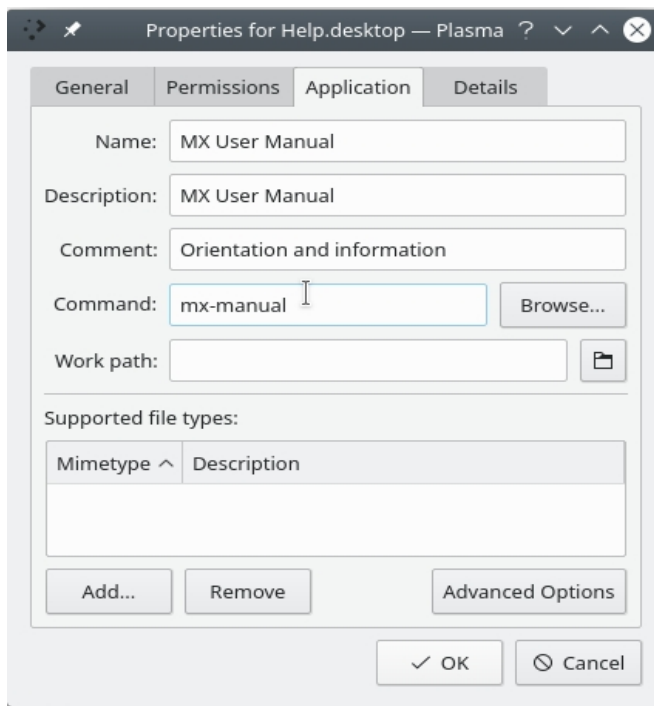 Properties for Help.desktop — Plasma ?
General Permissions Application Details
Name: MX User Manual
Description: MX User Manual
Comment: Orientation and information
Command: mx-manual Browse...
Work path:
Supported file types:
Mimetype Description
Add... Remove Advanced Options
OK Cancel